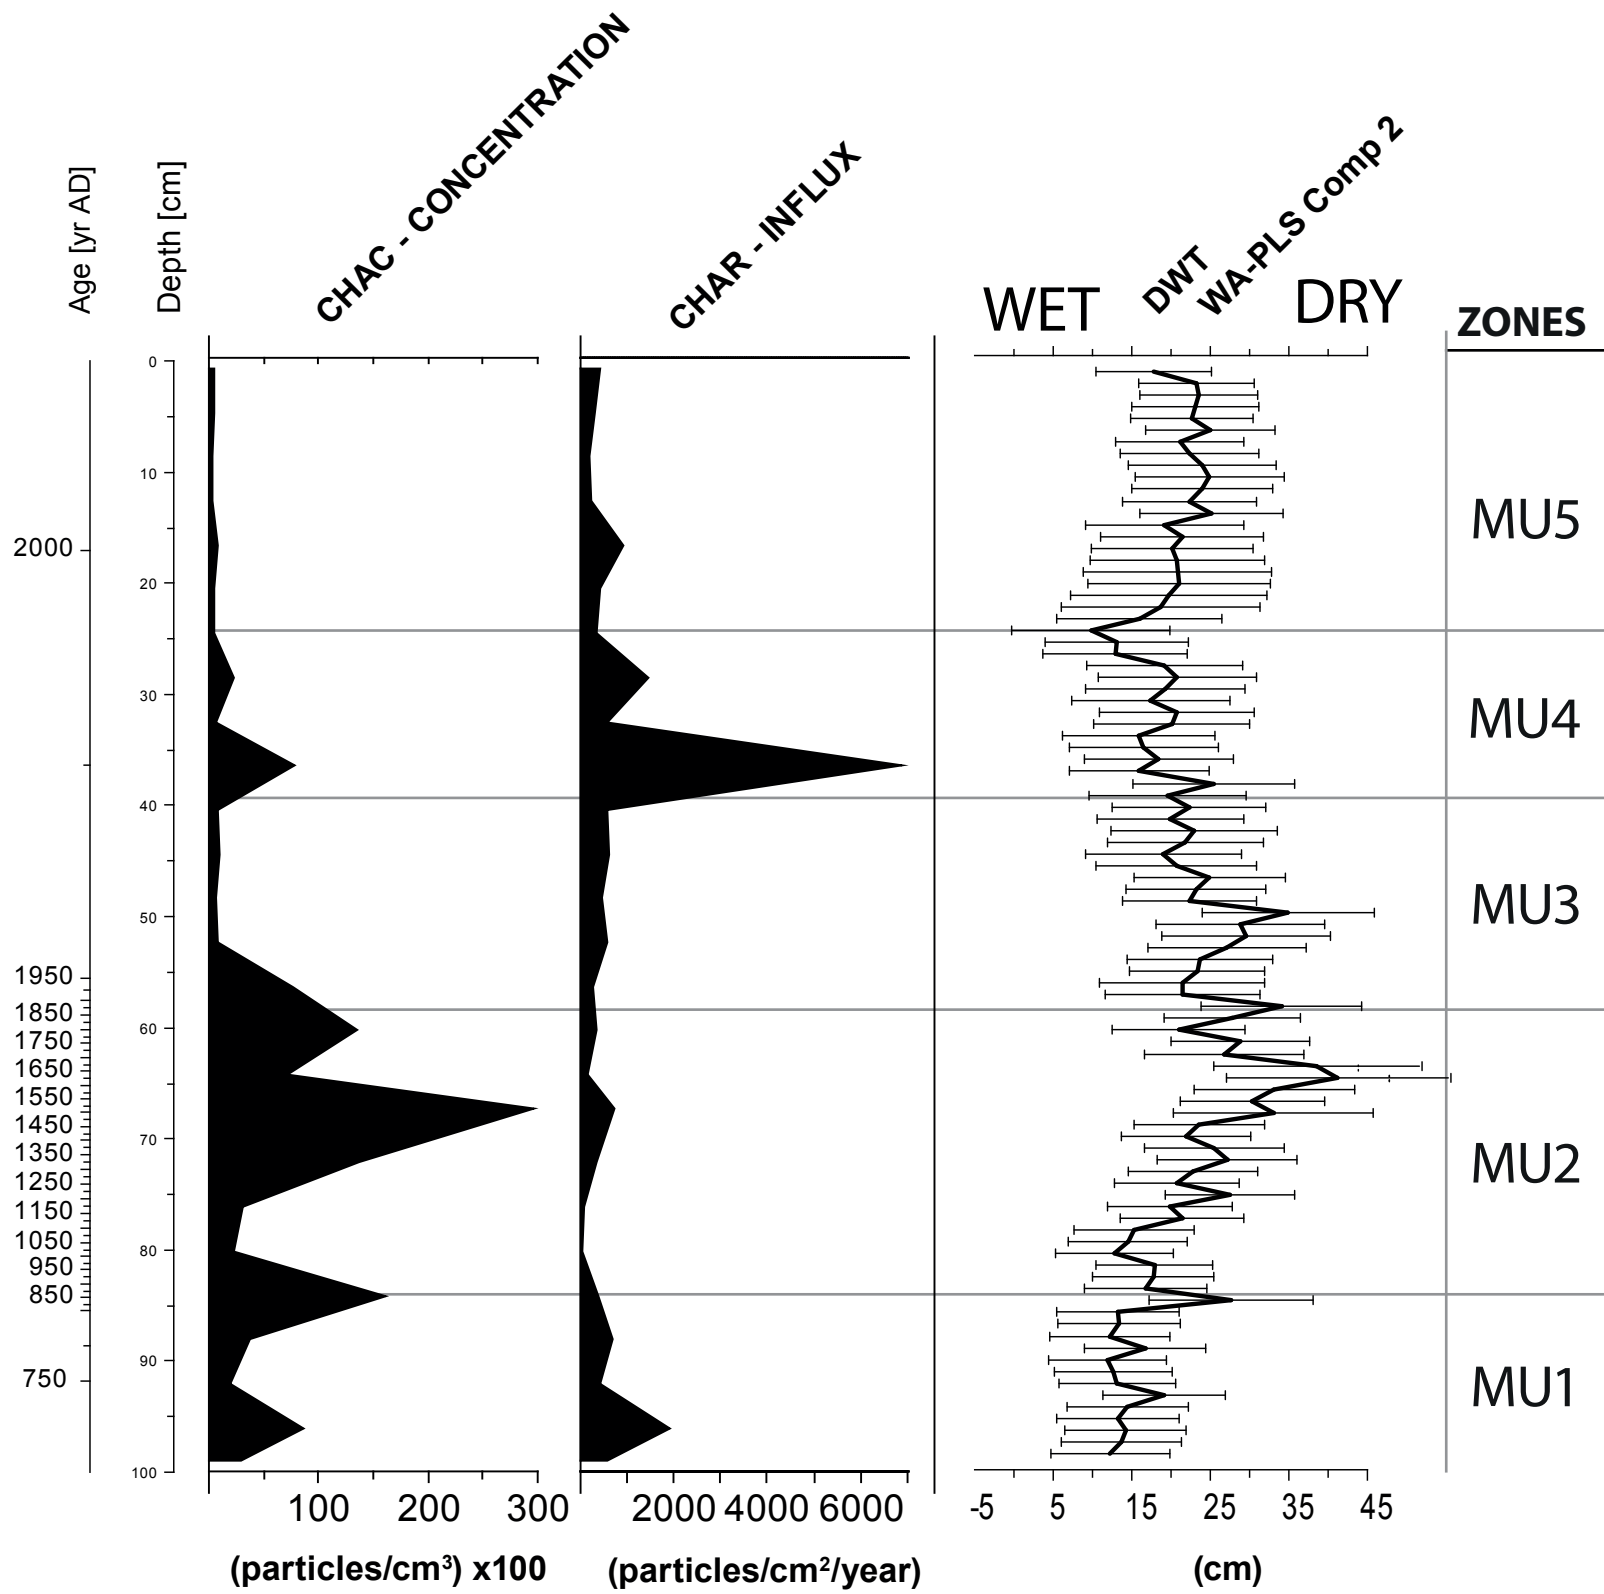 Age [yr AD]
Depth [cm]
CHAC - CONCENTRATION
CHAR - INFLUX
WET
DWT
WA-PLS Comp 2
DRY
ZONES
2000
1950
1850
1750
1650
1550
1450
1350
1250
1150
1050
950
850
750
0
10
20
30
40
50
60
70
80
90
100
MU5
MU4
MU3
MU2
MU1
100 200 300
2000 4000 6000
-5 5 15 25 35 45
(particles/cm³) x100
(particles/cm²/year)
(cm)